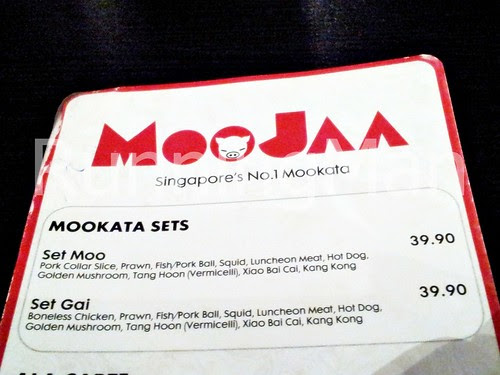 MOOJAA
Singapore's No.1 Mookata
MOOKATA SETS
Set Moo 39.90
Pork Collar Slice, Prawn, Fish/Pork Ball, Squid, Luncheon Meat, Hot Dog,
Golden Mushroom, Tang Hoon (Vermicelli), Xiao Bai Cai, Kang Kong
Set Gai 39.90
Boneless Chicken, Prawn, Fish/Pork Ball, Squid, Luncheon Meat, Hot Dog,
Golden Mushroom, Tang Hoon (Vermicelli), Xiao Bai Cai, Kang Kong
Running Man